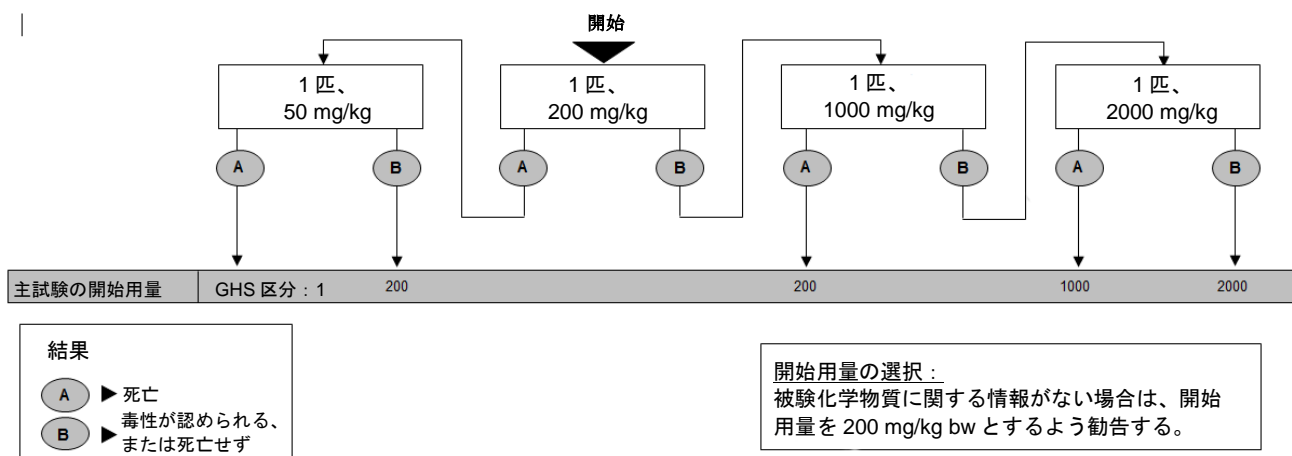 開始
1 匹、
50 mg/kg
1 匹、
200 mg/kg
1 匹、
1000 mg/kg
1 匹、
2000 mg/kg
A
B
A
B
A
B
A
B
主試験の開始用量 GHS 区分：1 200 200 1000 2000
結果
A ▶ 死亡
B ▶ 毒性が認められる、
または死亡せず
開始用量の選択：
被験化学物質に関する情報がない場合は、開始
用量を 200 mg/kg bw とするよう勧告する。